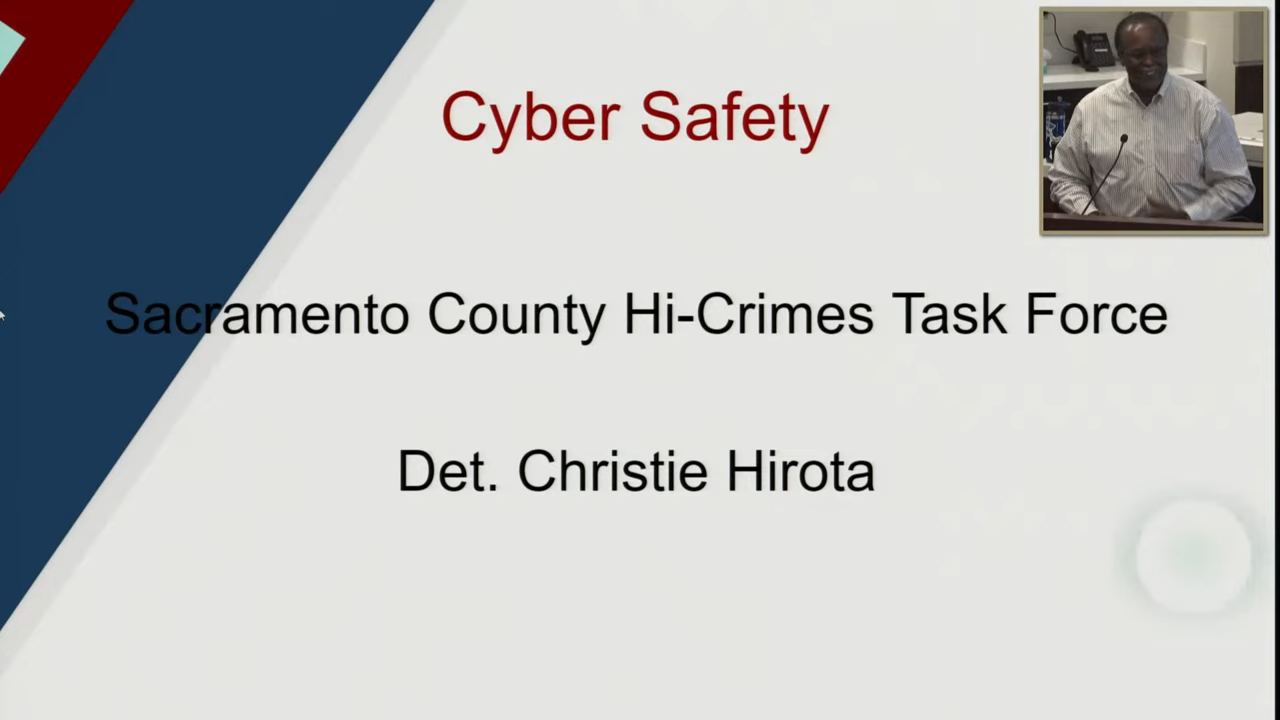 Cyber Safety
Sacramento County Hi-Crimes Task Force
Det. Christie Hirota